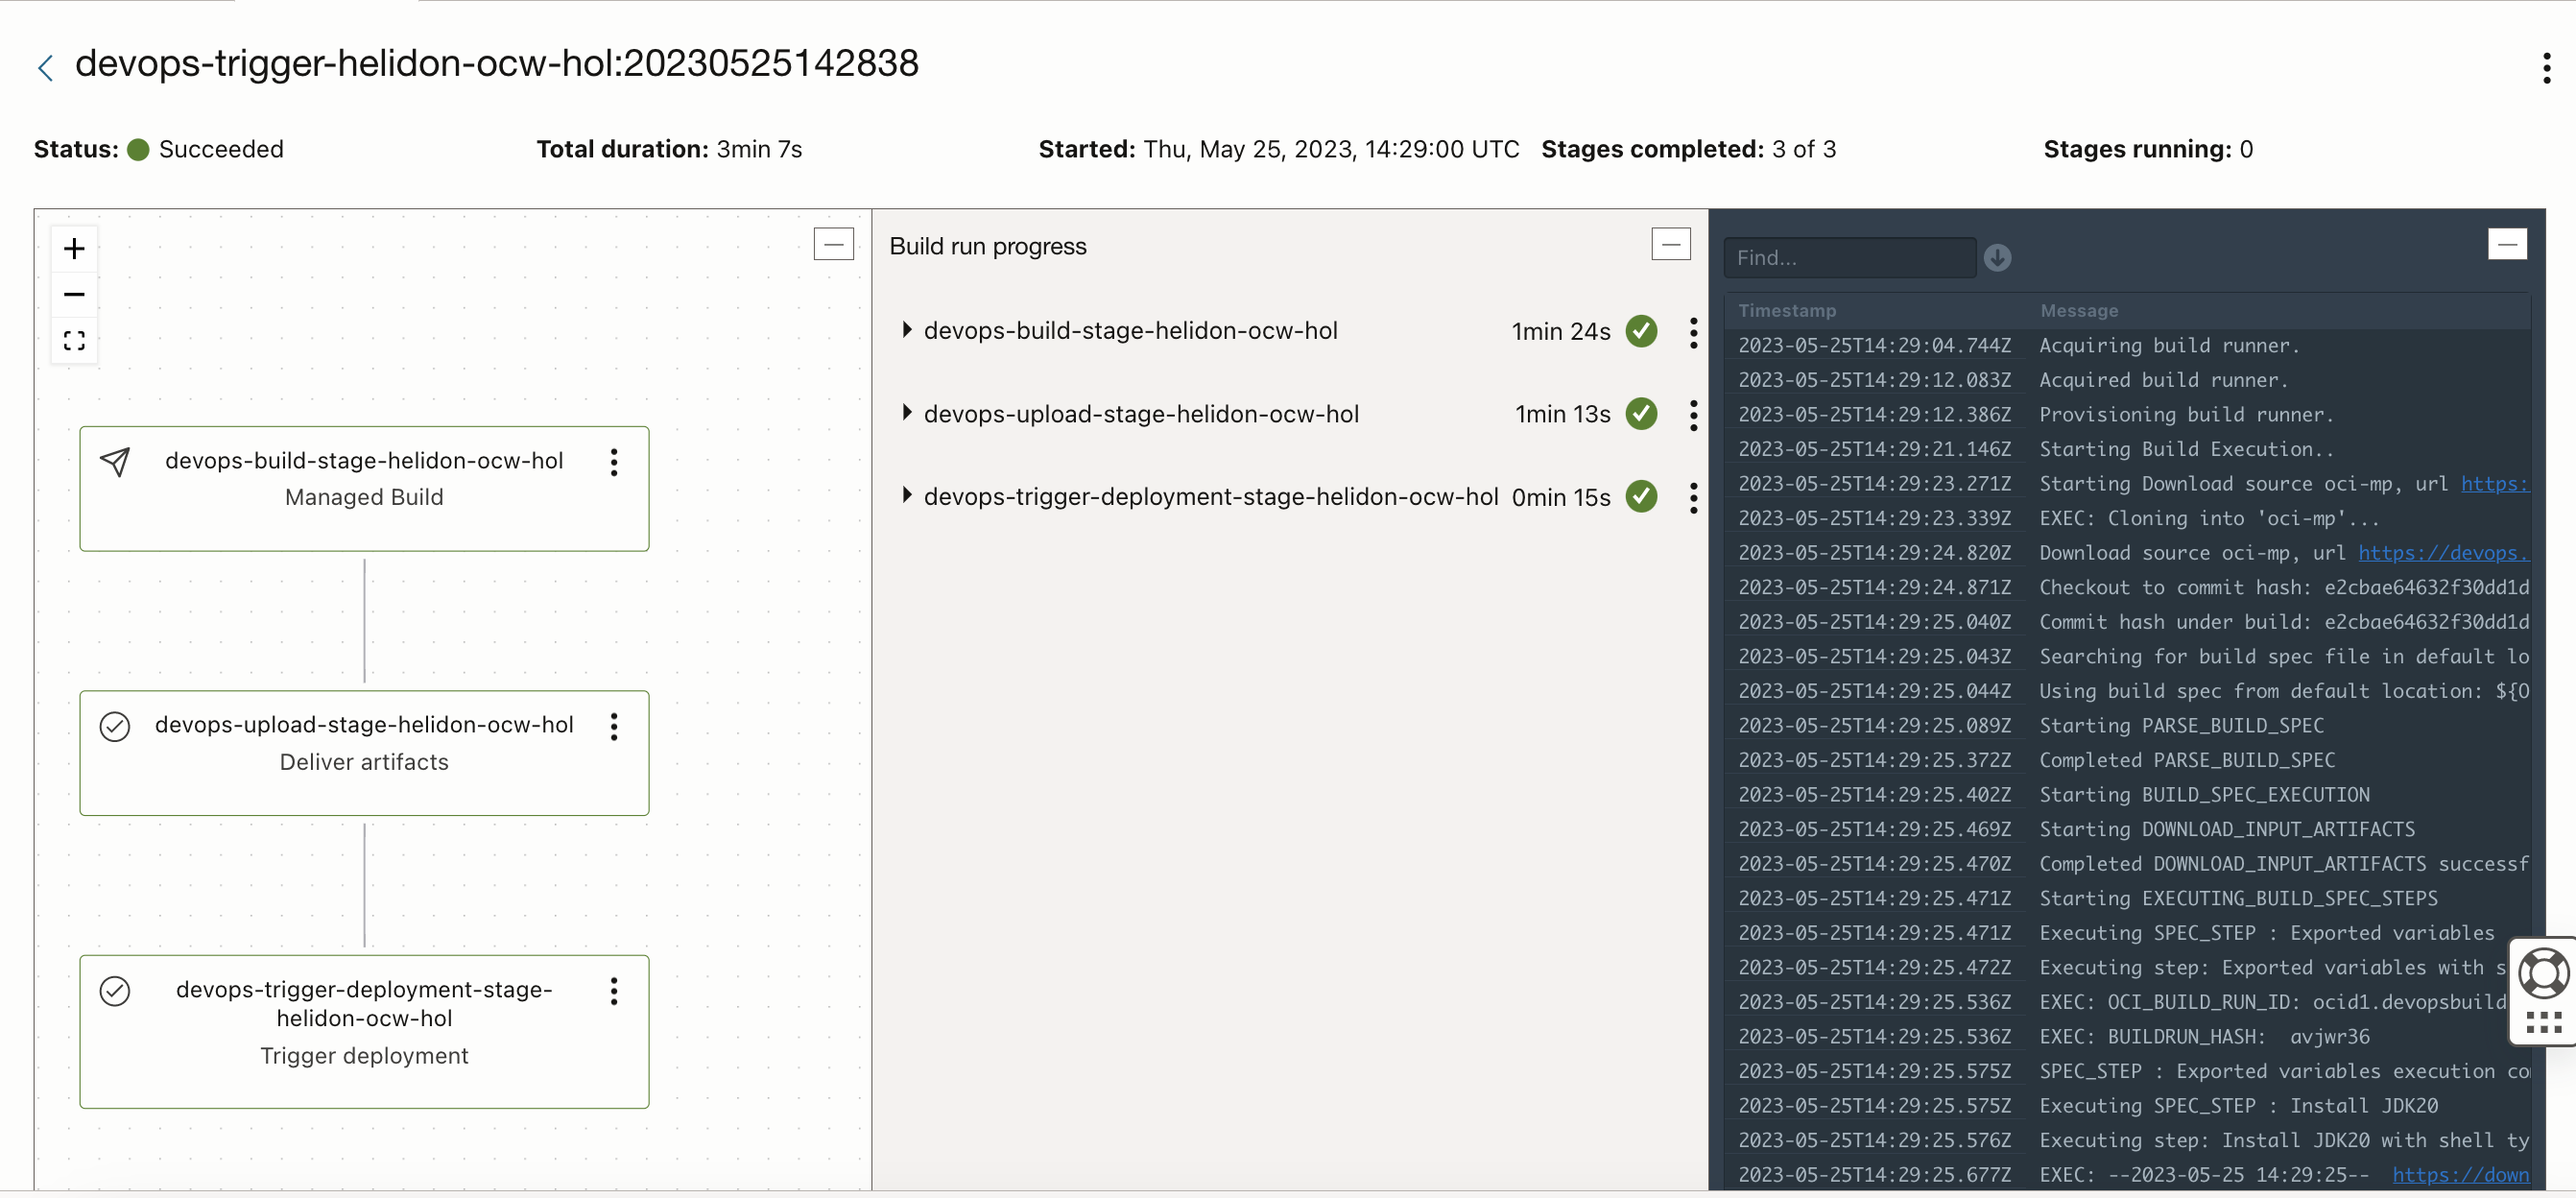 devops-trigger-helidon-ocw-hol:20230525142838
Status: Succeeded
Total duration: 3min 7s
Started: Thu, May 25, 2023, 14:29:00 UTC
Stages completed: 3 of 3
Stages running: 0
devops-build-stage-helidon-ocw-hol
Managed Build
devops-upload-stage-helidon-ocw-hol
Deliver artifacts
devops-trigger-deployment-stage-
helidon-ocw-hol
Trigger deployment
Build run progress
devops-build-stage-helidon-ocw-hol 1min 24s
devops-upload-stage-helidon-ocw-hol 1min 13s
devops-trigger-deployment-stage-helidon-ocw-hol 0min 15s
Find...
Timestamp Message
2023-05-25T14:29:04.744Z Acquiring build runner.
2023-05-25T14:29:12.083Z Acquired build runner.
2023-05-25T14:29:12.386Z Provisioning build runner.
2023-05-25T14:29:21.146Z Starting Build Execution..
2023-05-25T14:29:23.271Z Starting Download source oci-mp, url https:
2023-05-25T14:29:23.339Z EXEC: Cloning into 'oci-mp'...
2023-05-25T14:29:24.820Z Download source oci-mp, url https://devops.
2023-05-25T14:29:24.871Z Checkout to commit hash: e2cbae64632f30dd1d
2023-05-25T14:29:25.040Z Commit hash under build: e2cbae64632f30dd1d
2023-05-25T14:29:25.043Z Searching for build spec file in default lo
2023-05-25T14:29:25.044Z Using build spec from default location: ${O
2023-05-25T14:29:25.089Z Starting PARSE_BUILD_SPEC
2023-05-25T14:29:25.372Z Completed PARSE_BUILD_SPEC
2023-05-25T14:29:25.402Z Starting BUILD_SPEC_EXECUTION
2023-05-25T14:29:25.469Z Starting DOWNLOAD_INPUT_ARTIFACTS
2023-05-25T14:29:25.470Z Completed DOWNLOAD_INPUT_ARTIFACTS successf
2023-05-25T14:29:25.471Z Starting EXECUTING_BUILD_SPEC_STEPS
2023-05-25T14:29:25.471Z Executing SPEC_STEP : Exported variables
2023-05-25T14:29:25.472Z Executing step: Exported variables with s
2023-05-25T14:29:25.536Z EXEC: OCI_BUILD_RUN_ID: ocid1.devopsbuild
2023-05-25T14:29:25.536Z EXEC: BUILDRUN_HASH: avjwr36
2023-05-25T14:29:25.575Z SPEC_STEP : Exported variables execution co
2023-05-25T14:29:25.575Z Executing SPEC_STEP : Install JDK20
2023-05-25T14:29:25.576Z Executing step: Install JDK20 with shell ty
2023-05-25T14:29:25.677Z EXEC: --2023-05-25 14:29:25-- https://down